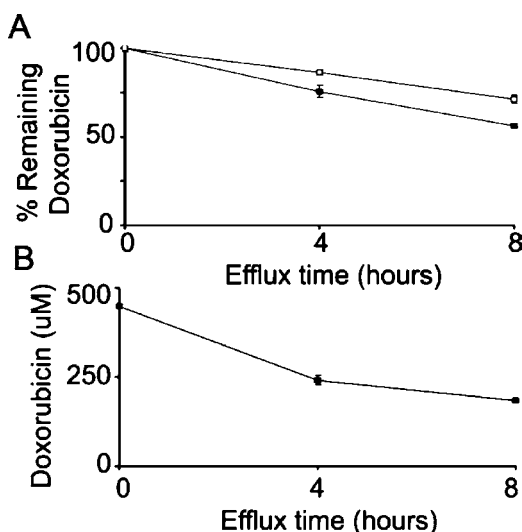 A
% Remaining
Doxorubicin
100
50
0
0
4
8
Efflux time (hours)
B
Doxorubicin (uM)
500
250
0
0
4
8
Efflux time (hours)